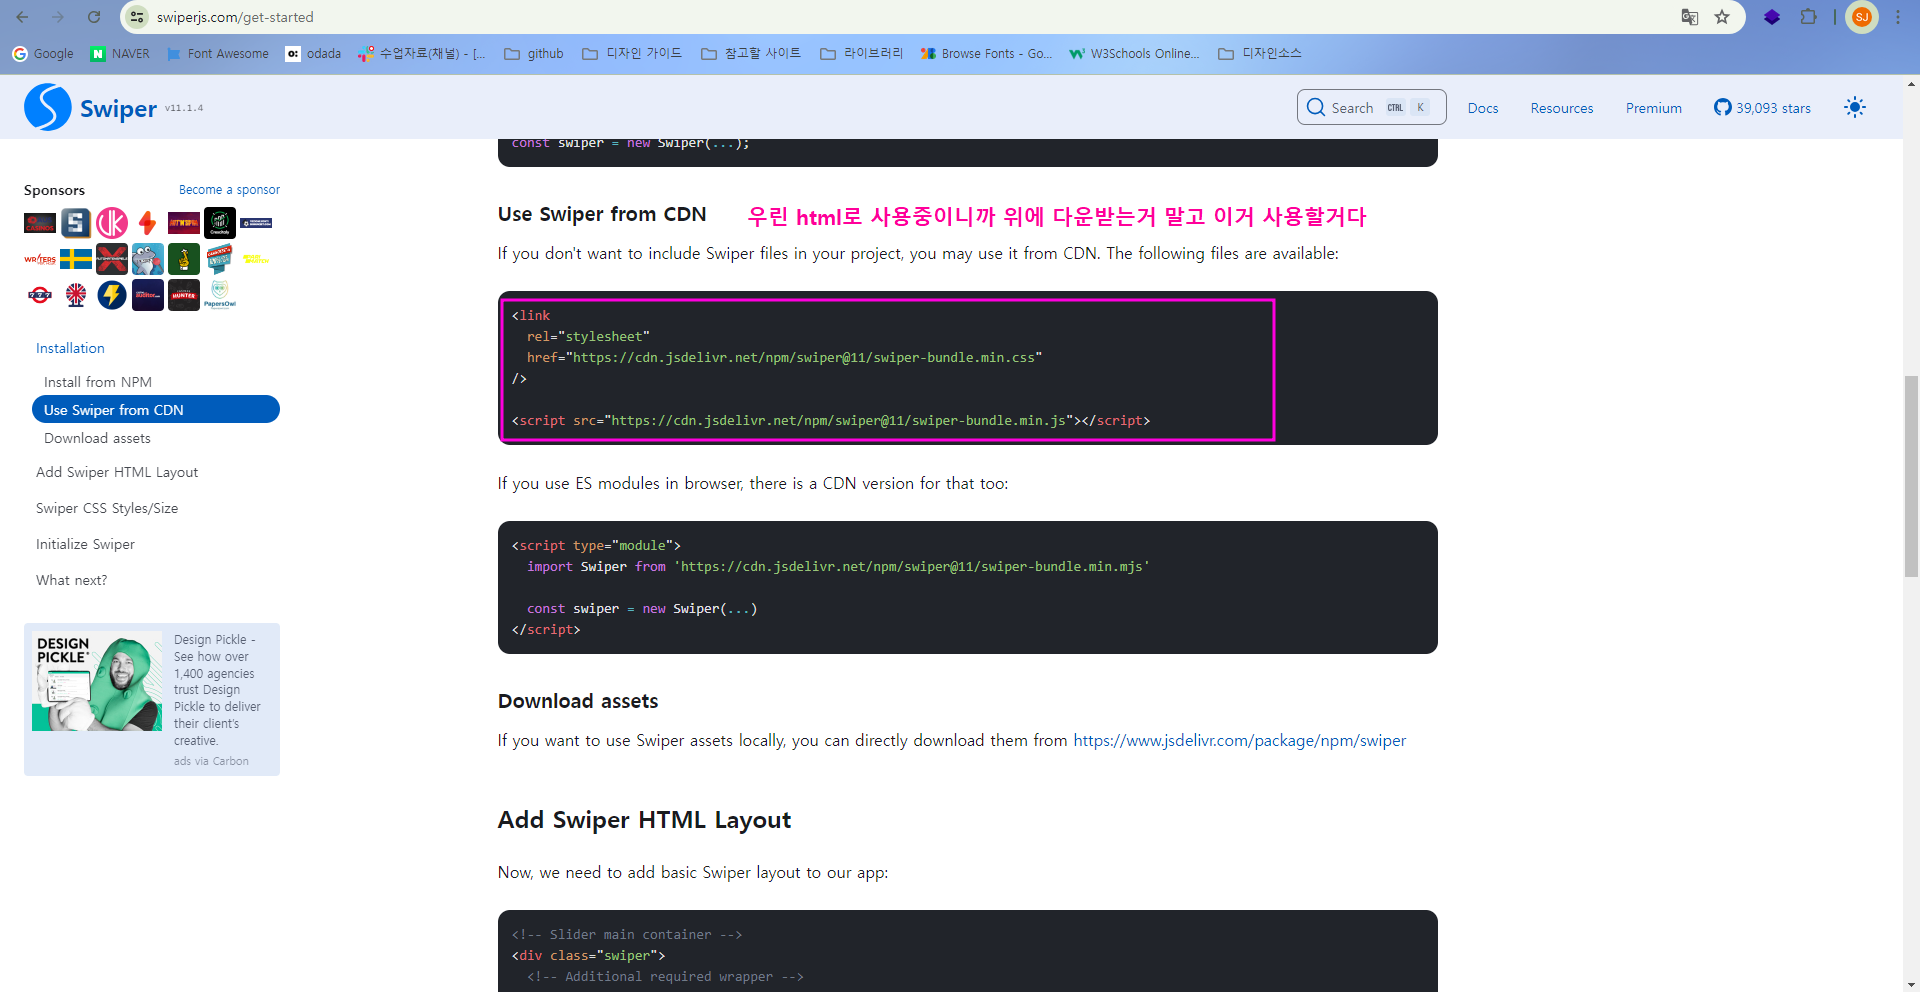 swiperjs.com/get-started
SJ
Google
NAVER
Font Awesome
odada
수업자료(채널) - [...
github
디자인 가이드
참고할 사이트
라이브러리
Browse Fonts - Go...
W3Schools Online...
디자인소스
Swiper v11.1.4
Search CTRL K
Docs
Resources
Premium
39,093 stars
Sponsors
Become a sponsor
Installation
Install from NPM
Use Swiper from CDN
Download assets
Add Swiper HTML Layout
Swiper CSS Styles/Size
Initialize Swiper
What next?
DESIGN
PICKLE
Design Pickle -
See how over
1,400 agencies
trust Design
Pickle to deliver
their client's
creative.
ads via Carbon
const swiper = new Swiper(...);
Use Swiper from CDN
우린 html로 사용중이니까 위에 다운받는거 말고 이거 사용할거다
If you don't want to include Swiper files in your project, you may use it from CDN. The following files are available:
<link
rel="stylesheet"
href="https://cdn.jsdelivr.net/npm/swiper@11/swiper-bundle.min.css"
/>
<script src="https://cdn.jsdelivr.net/npm/swiper@11/swiper-bundle.min.js"></script>
If you use ES modules in browser, there is a CDN version for that too:
<script type="module">
import Swiper from 'https://cdn.jsdelivr.net/npm/swiper@11/swiper-bundle.min.mjs'
const swiper = new Swiper(...)
</script>
Download assets
If you want to use Swiper assets locally, you can directly download them from https://www.jsdelivr.com/package/npm/swiper
Add Swiper HTML Layout
Now, we need to add basic Swiper layout to our app:
<!-- Slider main container -->
<div class="swiper">
<!-- Additional required wrapper -->